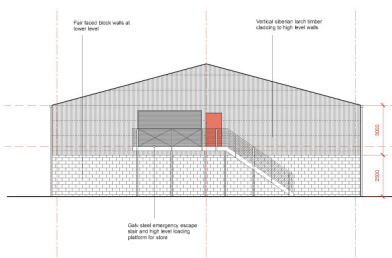 Fair faced block walls at
lower level
Vertical siberian larch timber
cladding to high level walls
3000
2500
Galv steel emergency escape
stair and high level loading
platform for store